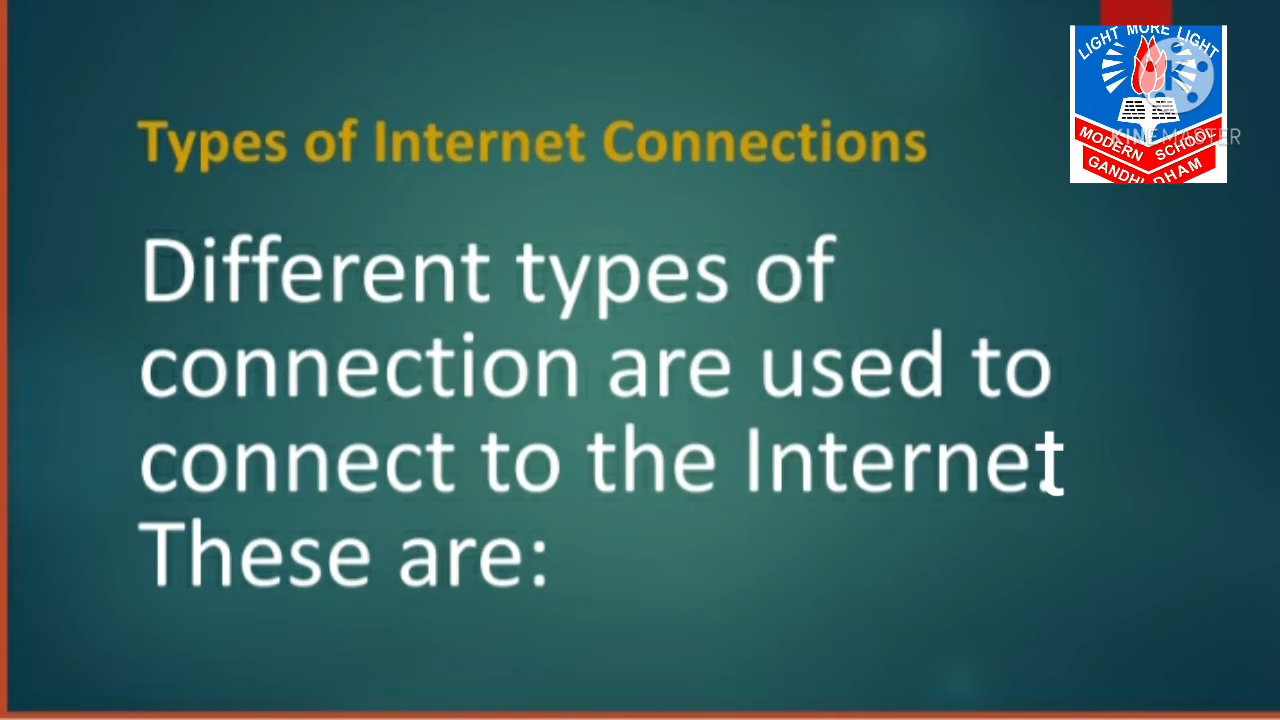 LIGHT MORE LIGHT
KINEMASTER
MODERN SCHOOL
GANDHIDHAM
Types of Internet Connections
Different types of
connection are used to
connect to the Internet
These are: